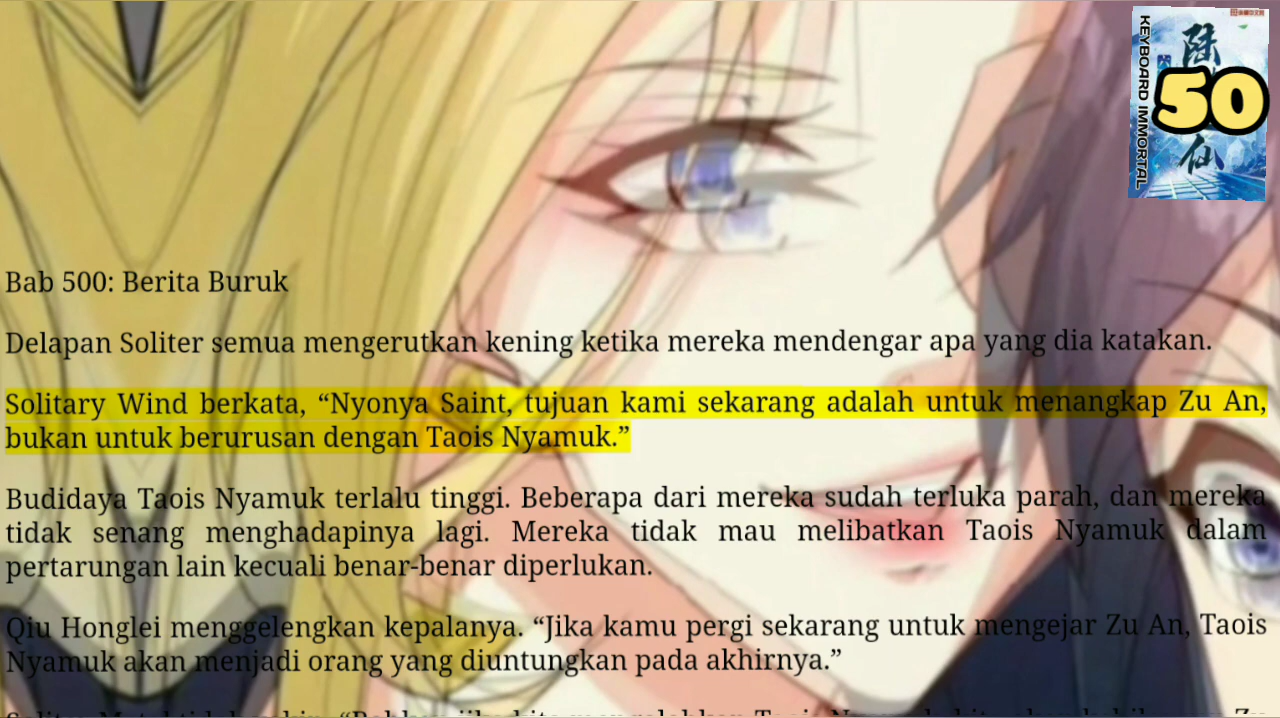 KEYBOARD IMMORTAL
陆
仙
50
Bab 500: Berita Buruk
Delapan Soliter semua mengerutkan kening ketika mereka mendengar apa yang dia katakan.
Solitary Wind berkata, “Nyonya Saint, tujuan kami sekarang adalah untuk menangkap Zu An,
bukan untuk berurusan dengan Taois Nyamuk.”
Budidaya Taois Nyamuk terlalu tinggi. Beberapa dari mereka sudah terluka parah, dan mereka
tidak senang menghadapinya lagi. Mereka tidak mau melibatkan Taois Nyamuk dalam
pertarungan lain kecuali benar-benar diperlukan.
Qiu Honglei menggelengkan kepalanya. “Jika kamu pergi sekarang untuk mengejar Zu An, Taois
Nyamuk akan menjadi orang yang diuntungkan pada akhirnya.”